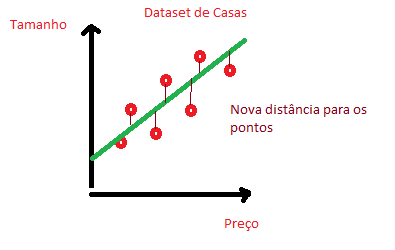 Dataset de Casas
Tamanho
Nova distância para os
pontos
Preço